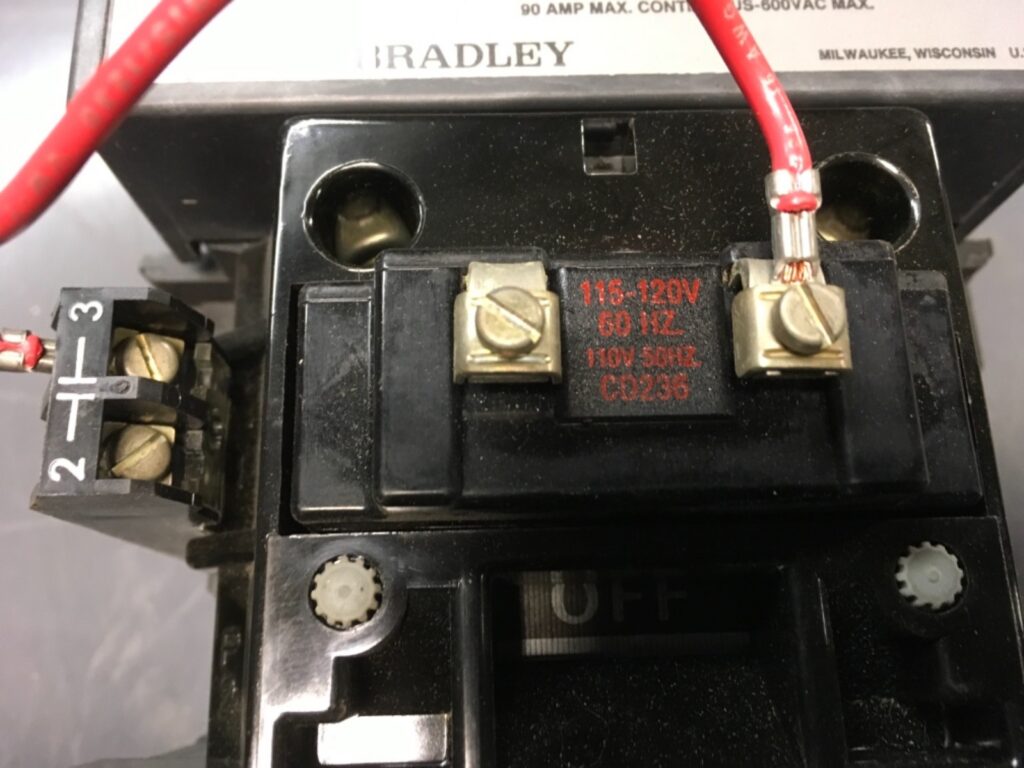 90 AMP MAX. CONT US-600VAC MAX.
BRADLEY
MILWAUKEE, WISCONSIN U.
115-120V
60 HZ.
110V 50HZ.
CD236
3
2
OFF